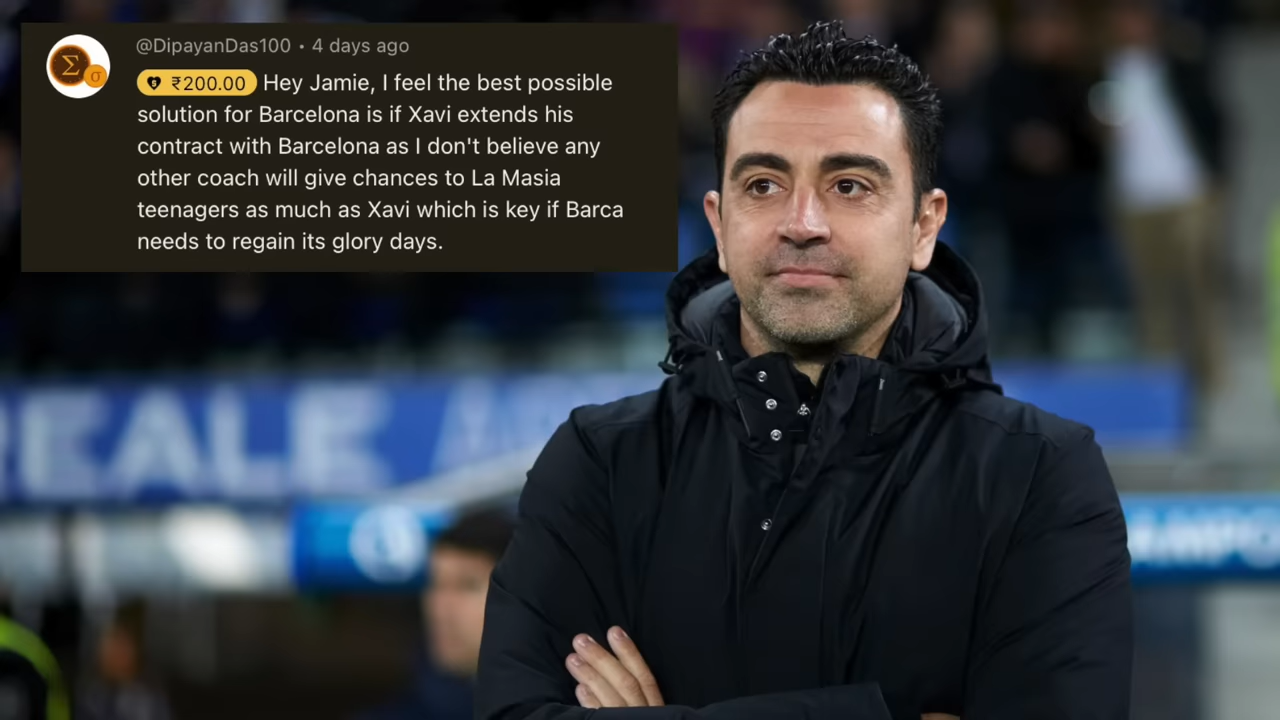 @DipayanDas100 • 4 days ago
₹200.00 Hey Jamie, I feel the best possible
solution for Barcelona is if Xavi extends his
contract with Barcelona as I don't believe any
other coach will give chances to La Masia
teenagers as much as Xavi which is key if Barca
needs to regain its glory days.
REALE
AMPO